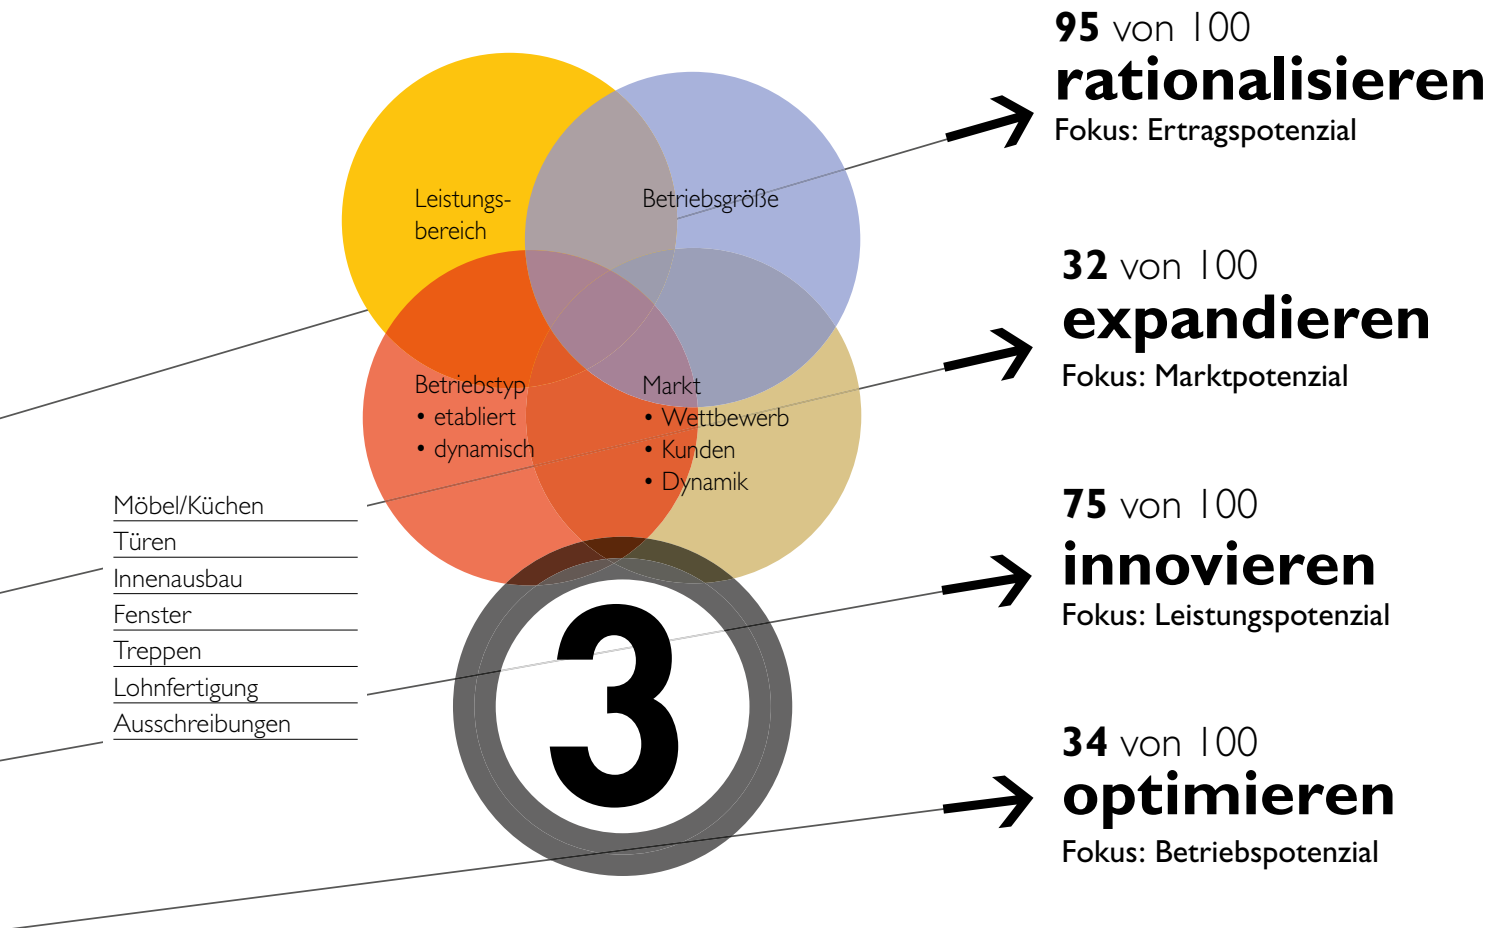 Leistungs-
bereich
Betriebsgröße
Betriebstyp
• etabliert
• dynamisch
Markt
• Wettbewerb
• Kunden
• Dynamik
Möbel/Küchen
Türen
Innenausbau
Fenster
Treppen
Lohnfertigung
Ausschreibungen
3
95 von 100
rationalisieren
Fokus: Ertragspotenzial
32 von 100
expandieren
Fokus: Marktpotenzial
75 von 100
innovieren
Fokus: Leistungspotenzial
34 von 100
optimieren
Fokus: Betriebspotenzial